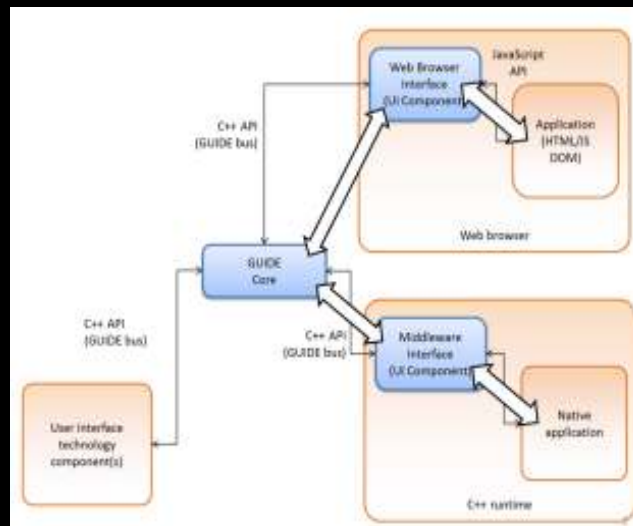 JavaScript
API
Web Browser
Interface
(UI Component)
Application
(HTML/JS
DOM)
C++ API
(GUIDE bus)
Web browser
GUIDE
Core
C++ API
(GUIDE bus)
C++ API
(GUIDE bus)
Middleware
Interface
(UI Component)
User interface
technology
component(s)
Native
application
C++ runtime